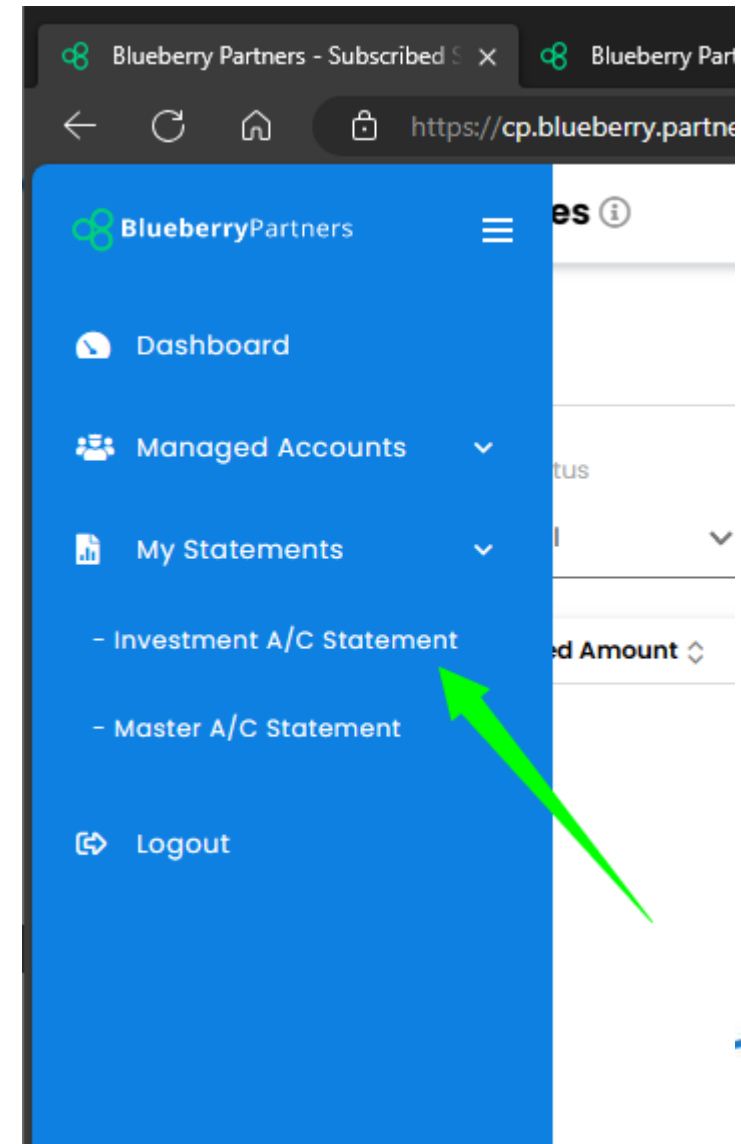 Blueberry Partners - Subscribed S
Blueberry Part
https://cp.blueberry.partne
BlueberryPartners
es
Dashboard
Managed Accounts
tus
My Statements
l
- Investment A/C Statement
ed Amount
- Master A/C Statement
Logout